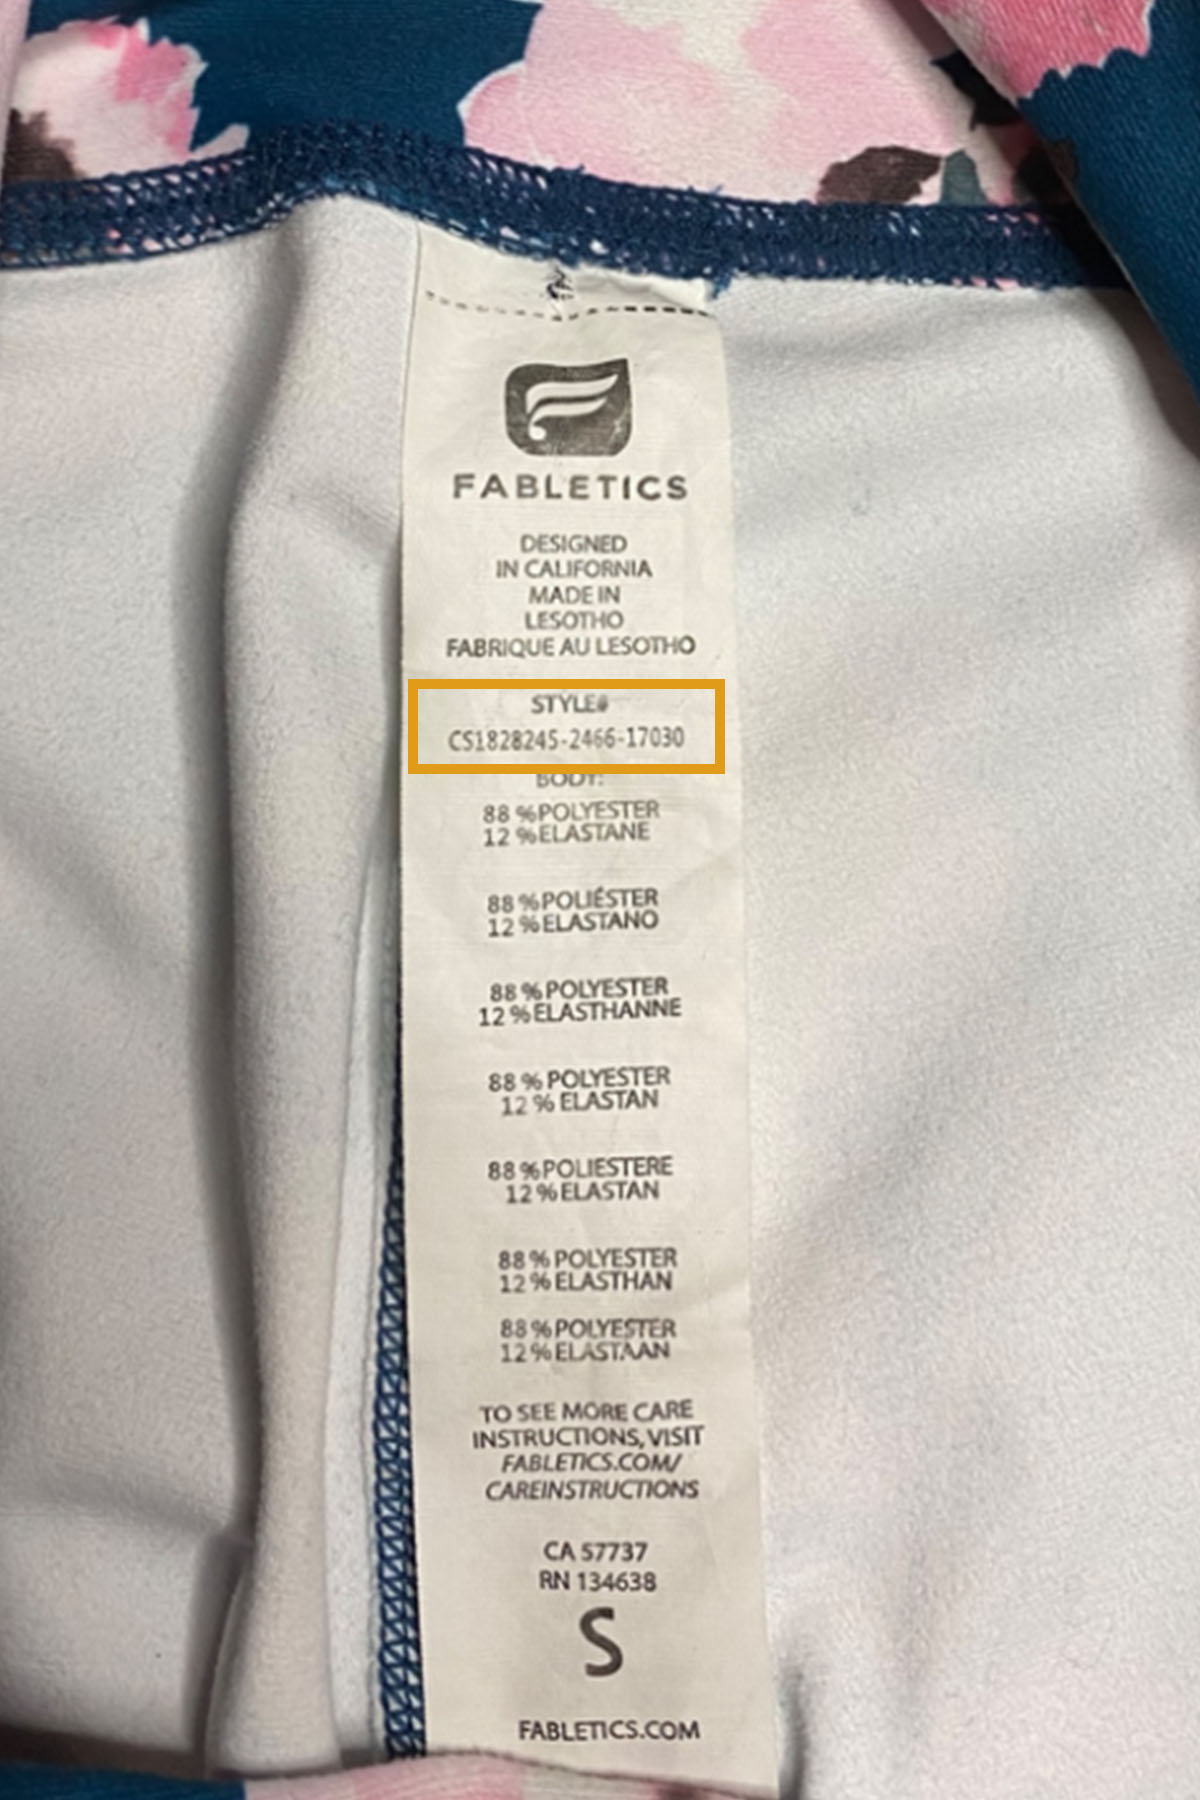 FABLETICS
DESIGNED
IN CALIFORNIA
MADE IN
LESOTHO
FABRIQUE AU LESOTHO
STYLE#
CS1828245-2466-17030
BODY:
88 % POLYESTER
12 % ELASTANE
88 % POLIÉSTER
12 % ELASTANO
88 % POLYESTER
12 % ELASTHANNE
88 % POLYESTER
12 % ELASTAN
88 % POLIESTERE
12 % ELASTAN
88 % POLYESTER
12 % ELASTHAN
88 % POLYESTER
12 % ELASTAAN
TO SEE MORE CARE
INSTRUCTIONS, VISIT
FABLETICS.COM/
CAREINSTRUCTIONS
CA 57737
RN 134638
S
FABLETICS.COM